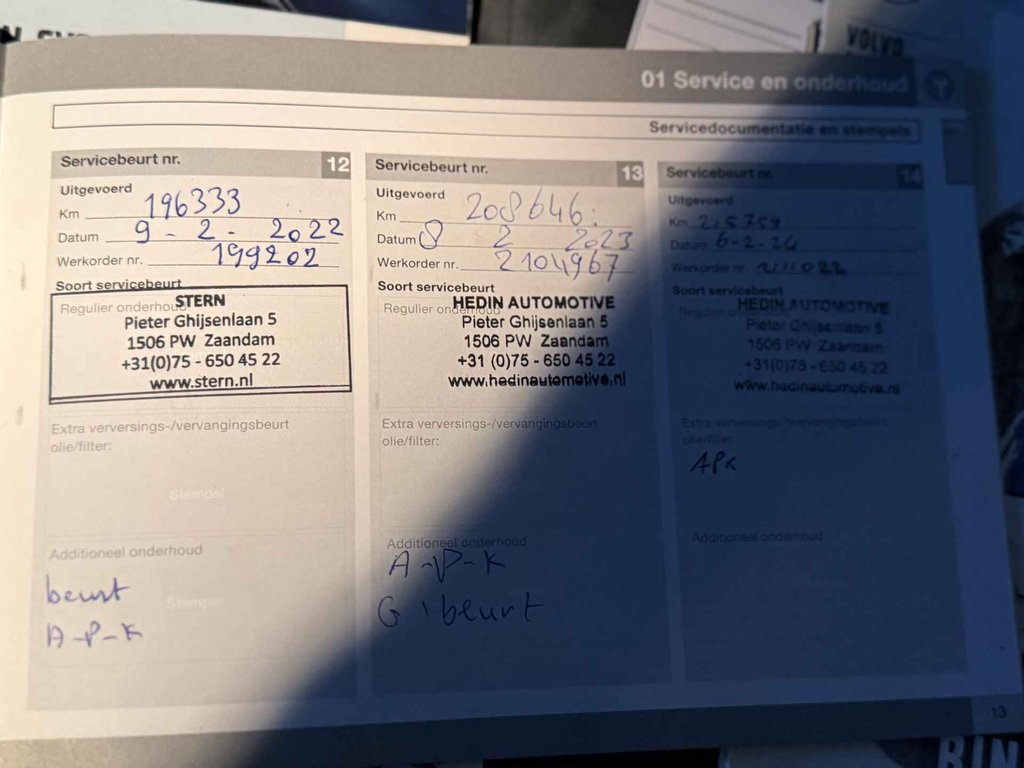 VOLVO
01 Service en onderhoud
Servicedocumentatie en stempels
Servicebeurt nr. 12
Uitgevoerd
Km 196333
Datum 9 - 2 - 2022
Werkorder nr. 199202
Soort servicebeurt
Regulier onderhoud
STERN
Pieter Ghijsenlaan 5
1506 PW Zaandam
+31(0)75 - 650 45 22
www.stern.nl
Extra verversings-/vervangingsbeurt
olie/filter:
Stempel
Additioneel onderhoud
beurt
Stempel
A-P-K
Servicebeurt nr. 13
Uitgevoerd
Km 208646
Datum 8 2 2023
Werkorder nr. 2104967
Soort servicebeurt
Regulier onderhoud
HEDIN AUTOMOTIVE
Pieter Ghijsenlaan 5
1506 PW Zaandam
+31 (0)75 - 650 45 22
www.hedinautomotive.nl
Extra verversings-/vervangingsbeurt
olie/filter:
Additioneel onderhoud
A-P-K
G beurt
Servicebeurt nr. 14
Uitgevoerd
Km
Datum 6-2-24
Werkorder nr.
Soort servicebeurt
HEDIN AUTOMOTIVE
Pieter Ghijsenlaan 5
1506 PW Zaandam
+31(0)75 - 650 45 22
www.hedinautomotive.nl
Extra verversings-/vervangingsbeurt
olie/filter:
APK
Additioneel onderhoud
13